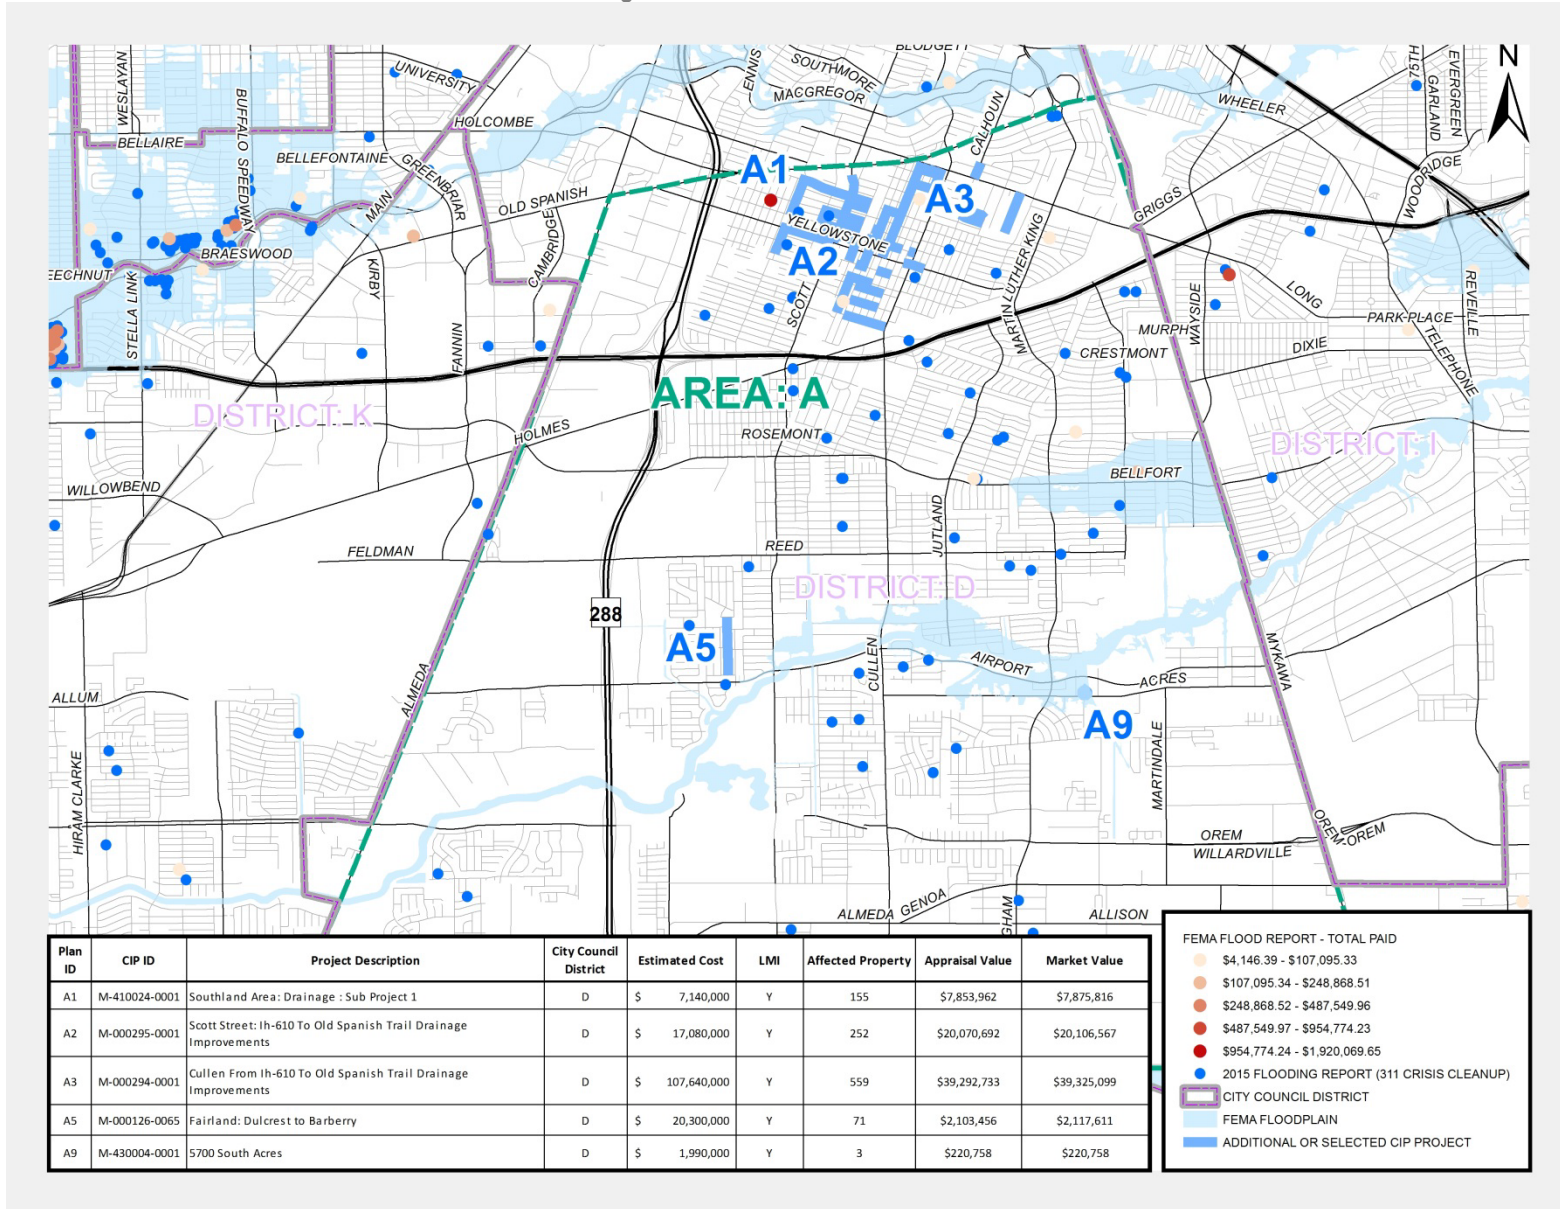 BLODGETT
UNIVERSITY
SOUTHMORE
MACGREGOR
ENNIS
WESLAYAN
BUFFALO SPEEDWAY
HOLCOMBE
BELLAIRE
BELLEFONTAINE
GREENBRIAR
MAIN
OLD SPANISH
CALHOUN
WHEELER
75TH
GARLAND
EVERGREEN
N
WOODRIDGE
GRIGGS
A1
A3
YELLOWSTONE
A2
BRAESWOOD
EECHNUT
STELLA LINK
KIRBY
CAMBRIDGE
FANNIN
SCOTT
MARTIN LUTHER KING
LONG
REVEILLE
PARK PLACE
MURPH
WAYSIDE
DIXIE
TELEPHONE
CRESTMONT
AREA: A
DISTRICT: K
HOLMES
ROSEMONT
DISTRICT: I
BELLFORT
WILLOWBEND
JUTLAND
FELDMAN
REED
DISTRICT: D
288
A5
CULLEN
AIRPORT
ACRES
MYKAWA
ALLUM
ALMEDA
A9
MARTINDALE
HIRAM CLARKE
OREM
OREM
OREM
WILLARDVILLE
ALMEDA GENOA
GHAM
ALLISON
Plan ID CIP ID Project Description City Council District Estimated Cost LMI Affected Property Appraisal Value Market Value
A1 M-410024-0001 Southland Area: Drainage : Sub Project 1 D $ 7,140,000 Y 155 $7,853,962 $7,875,816
A2 M-000295-0001 Scott Street: Ih-610 To Old Spanish Trail Drainage Improvements D $ 17,080,000 Y 252 $20,070,692 $20,106,567
A3 M-000294-0001 Cullen From Ih-610 To Old Spanish Trail Drainage Improvements D $ 107,640,000 Y 559 $39,292,733 $39,325,099
A5 M-000126-0065 Fairland: Dulcrest to Barberry D $ 20,300,000 Y 71 $2,103,456 $2,117,611
A9 M-430004-0001 5700 South Acres D $ 1,990,000 Y 3 $220,758 $220,758
FEMA FLOOD REPORT - TOTAL PAID
$4,146.39 - $107,095.33
$107,095.34 - $248,868.51
$248,868.52 - $487,549.96
$487,549.97 - $954,774.23
$954,774.24 - $1,920,069.65
2015 FLOODING REPORT (311 CRISIS CLEANUP)
CITY COUNCIL DISTRICT
FEMA FLOODPLAIN
ADDITIONAL OR SELECTED CIP PROJECT